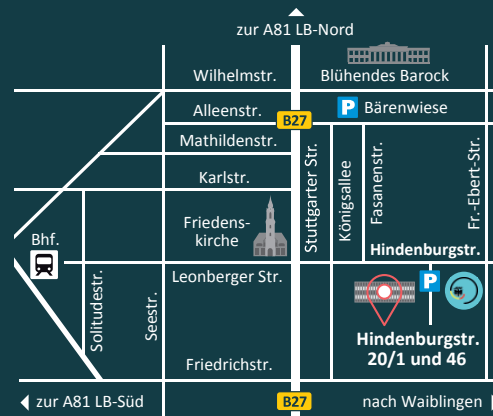 zur A81 LB-Nord
Wilhelmstr.
Blühendes Barock
Alleenstr.
P Bärenwiese
B27
Mathildenstr.
Karlstr.
Stuttgarter Str.
Königsallee
Fasanenstr.
Fr.-Ebert-Str.
Friedens-
kirche
Hindenburgstr.
Bhf.
Solitudestr.
Seestr.
Leonberger Str.
P
Hindenburgstr.
20/1 und 46
Friedrichstr.
zur A81 LB-Süd
B27
nach Waiblingen